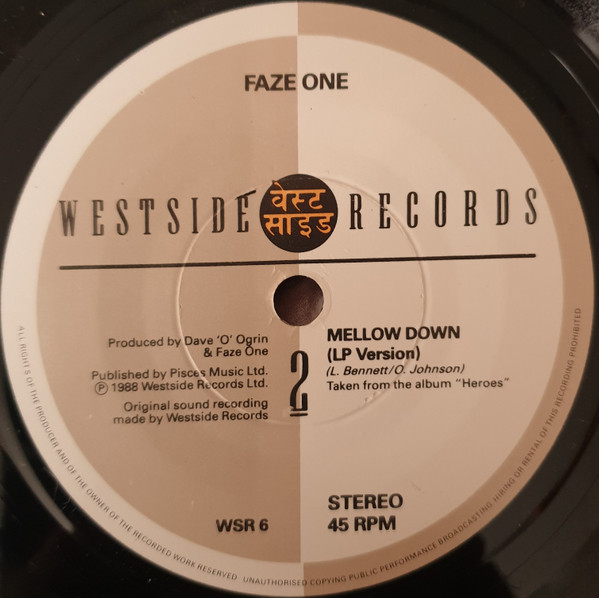 FAZE ONE
WESTSIDE वेस्ट साइड RECORDS
Produced by Dave 'O' Ogrin
& Faze One
Published by Pisces Music Ltd.
Ⓟ 1988 Westside Records Ltd.
Original sound recording
made by Westside Records
2
MELLOW DOWN
(LP Version)
(L. Bennett/O. Johnson)
Taken from the album "Heroes"
WSR 6
STEREO
45 RPM
ALL RIGHTS OF THE PRODUCER AND OF THE OWNER OF THE RECORDED WORK RESERVED · UNAUTHORISED COPYING PUBLIC PERFORMANCE BROADCASTING HIRING OR RENTAL OF THIS RECORDING PROHIBITED